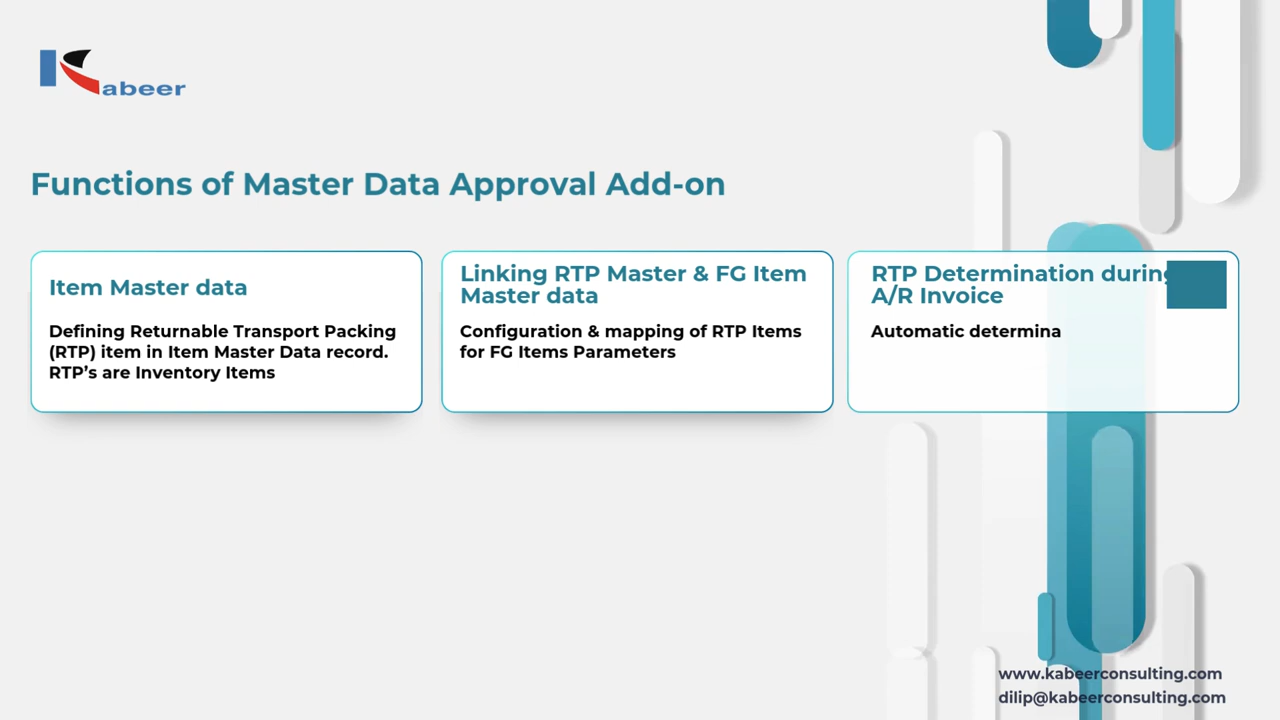 Kabeer
Functions of Master Data Approval Add-on
Item Master data
Defining Returnable Transport Packing
(RTP) item in Item Master Data record.
RTP’s are Inventory Items
Linking RTP Master & FG Item
Master data
Configuration & mapping of RTP Items
for FG Items Parameters
RTP Determination during
A/R Invoice
Automatic determina
www.kabeerconsulting.com
dilip@kabeerconsulting.com